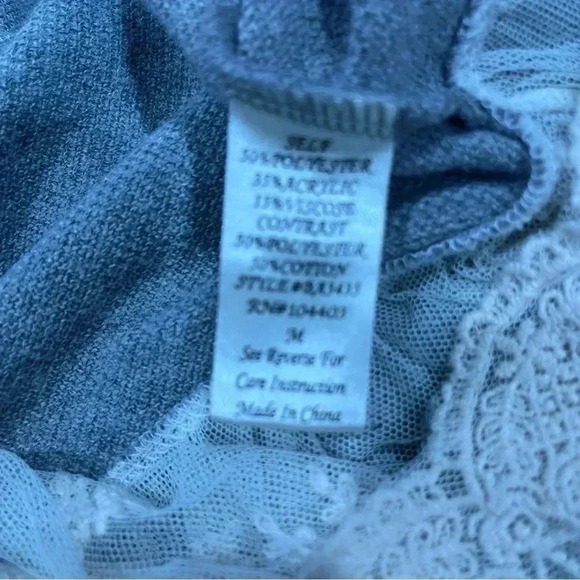 SELF
50%POLYESTER
35%ACRYLIC
15%VISCOSE
CONTRAST
50%POLYESTER
50%COTTON
STYLE#BA3435
RN#104403
M
See Reverse For
Care Instruction
Made In China